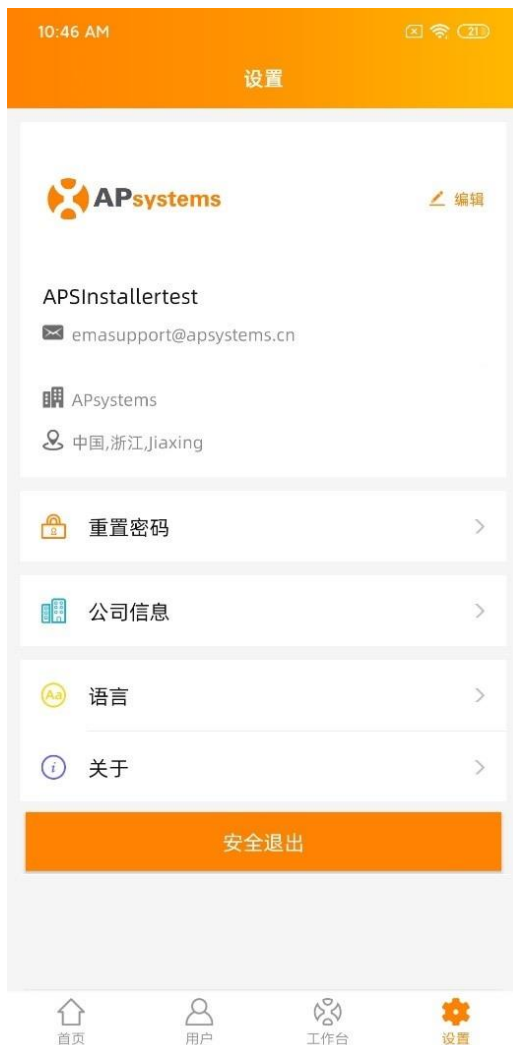 10:46 AM 21
设置
APsystems
编辑
APSInstallertest
emasupport@apsystems.cn
APsystems
中国,浙江,Jiaxing
重置密码
公司信息
Aa 语言
i 关于
安全退出
首页 用户 工作台 设置